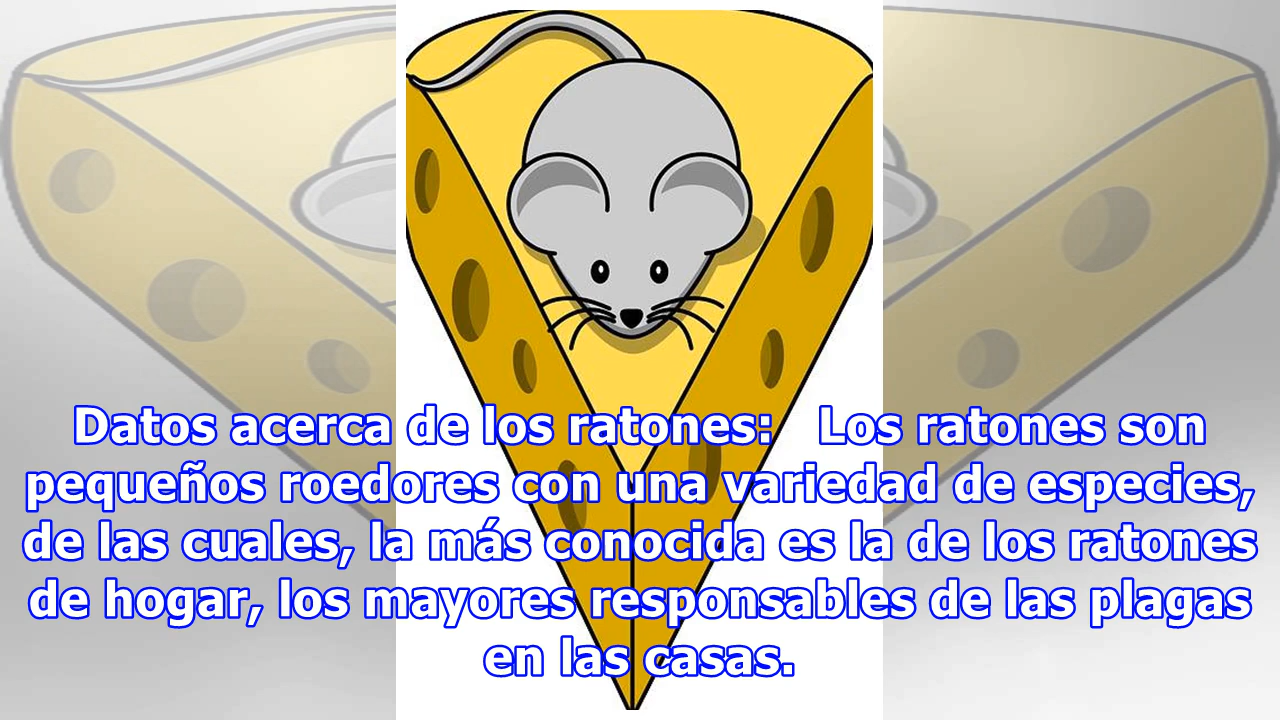 Datos acerca de los ratones:   Los ratones son
pequeños roedores con una variedad de especies,
de las cuales, la más conocida es la de los ratones
de hogar, los mayores responsables de las plagas
en las casas.